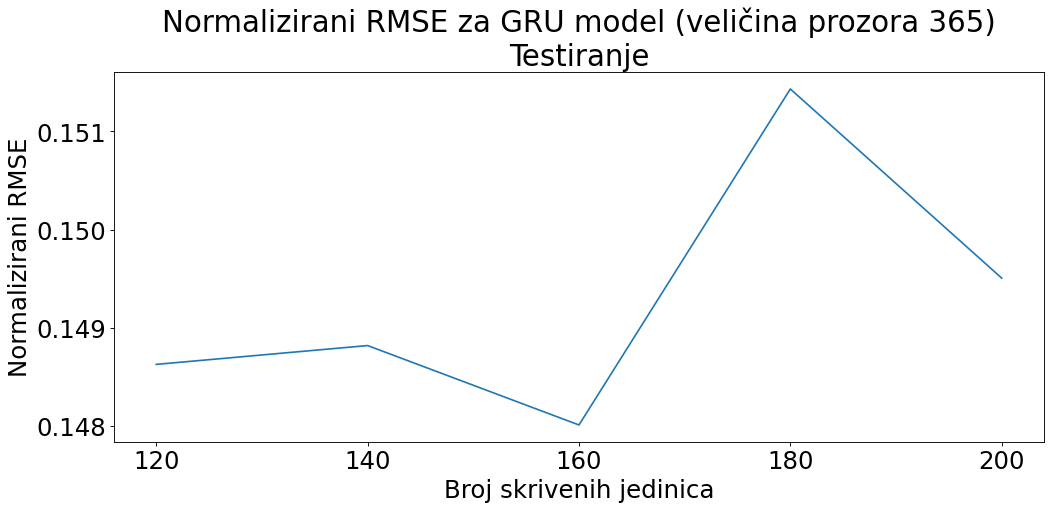 Normalizirani RMSE za GRU model (veličina prozora 365)
Testiranje
Normalizirani RMSE
0.151
0.150
0.149
0.148
120 140 160 180 200
Broj skrivenih jedinica